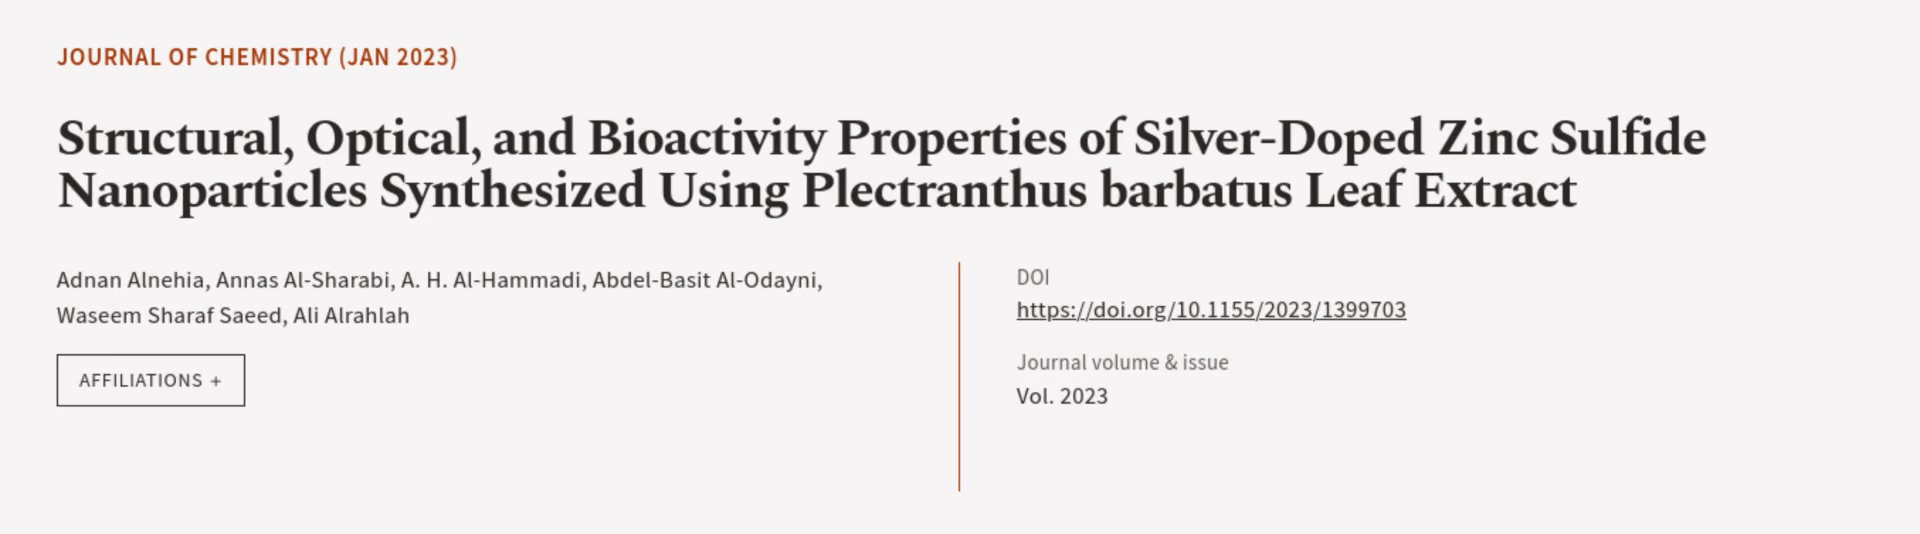 JOURNAL OF CHEMISTRY (JAN 2023)
Structural, Optical, and Bioactivity Properties of Silver-Doped Zinc Sulfide
Nanoparticles Synthesized Using Plectranthus barbatus Leaf Extract
Adnan Alnehia, Annas Al-Sharabi, A. H. Al-Hammadi, Abdel-Basit Al-Odayni,
Waseem Sharaf Saeed, Ali Alrahlah
AFFILIATIONS +
DOI
https://doi.org/10.1155/2023/1399703
Journal volume & issue
Vol. 2023